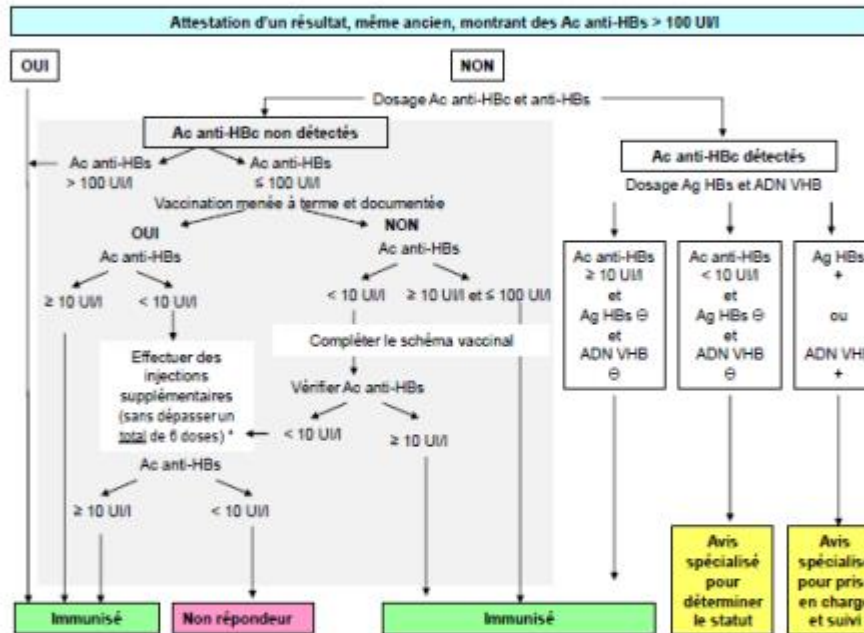 Attestation d'un résultat, même ancien, montrant des Ac anti-HBs > 100 UI/l
OUI
NON
Dosage Ac anti-HBc et anti-HBs
Ac anti-HBc non détectés
Ac anti-HBc détectés
Ac anti-HBs
> 100 UI/l
Ac anti-HBs
≤ 100 UI/l
Dosage Ag HBs et ADN VHB
Vaccination menée à terme et documentée
OUI
NON
Ac anti-HBs
Ac anti-HBs
≥ 10 UI/l
< 10 UI/l
< 10 UI/l
≥ 10 UI/l et ≤ 100 UI/l
Ac anti-HBs
≥ 10 UI/l
et
Ag HBs ⊖
et
ADN VHB
⊖
Ac anti-HBs
< 10 UI/l
et
Ag HBs ⊖
et
ADN VHB
⊖
Ag HBs
+
ou
ADN VHB
+
Compléter le schéma vaccinal
Effectuer des
injections
supplémentaires
(sans dépasser un
total de 6 doses) *
Vérifier Ac anti-HBs
< 10 UI/l
≥ 10 UI/l
Ac anti-HBs
≥ 10 UI/l
< 10 UI/l
Avis
spécialisé
pour
déterminer
le statut
Avis
spécialisé
pour prise
en charge
et suivi
Immunisé
Non répondeur
Immunisé